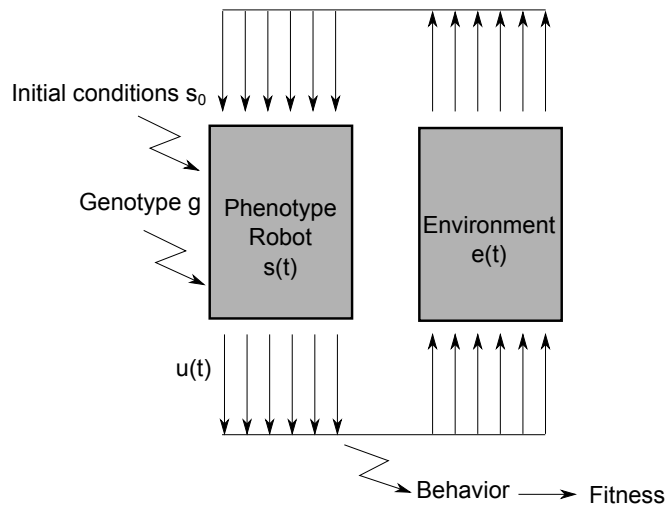 Initial conditions s₀
Genotype g
Phenotype
Robot
s(t)
Environment
e(t)
u(t)
Behavior
Fitness